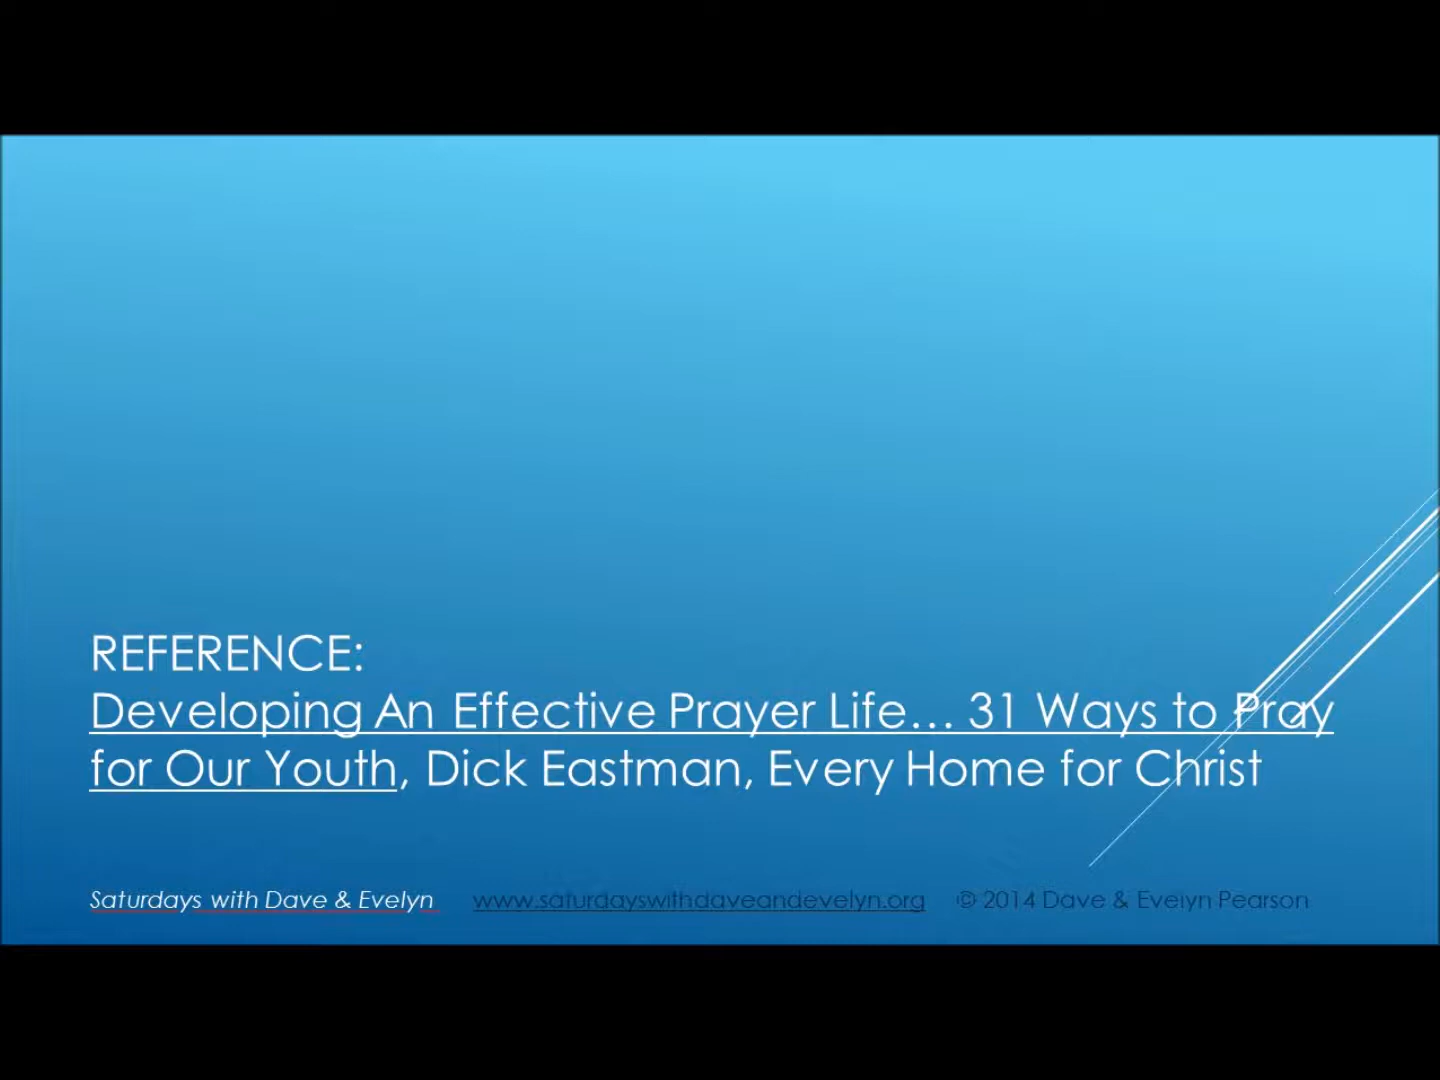 REFERENCE:
Developing An Effective Prayer Life… 31 Ways to Pray
for Our Youth, Dick Eastman, Every Home for Christ
Saturdays with Dave & Evelyn www.saturdayswithdaveandevelyn.org © 2014 Dave & Evelyn Pearson